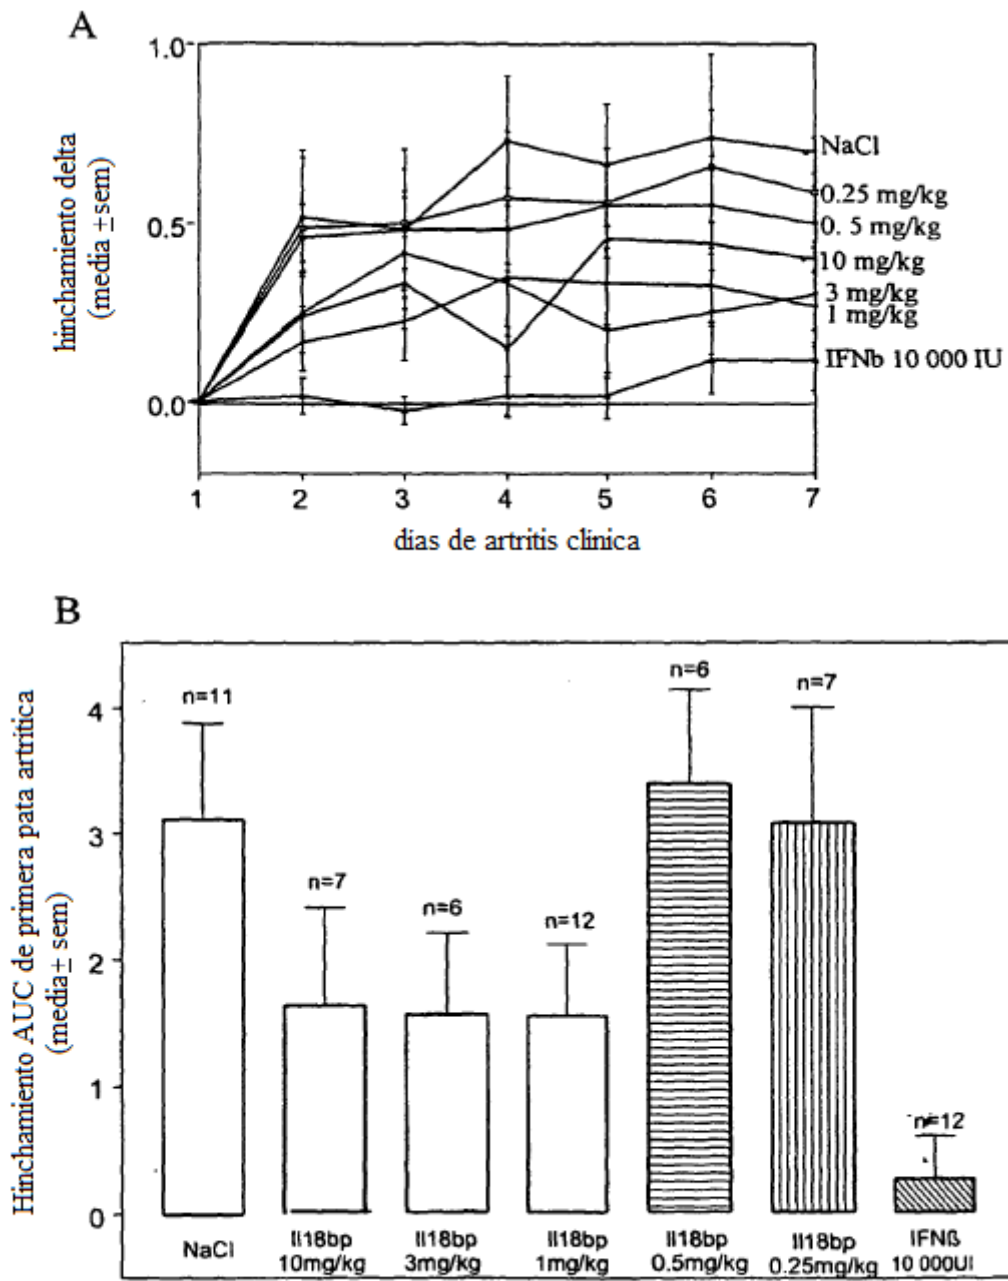 A
hinchamiento delta
(media ±sem)
1.0
0.5
0.0
NaCl
0.25 mg/kg
0. 5 mg/kg
10 mg/kg
3 mg/kg
1 mg/kg
IFNb 10 000 IU
1 2 3 4 5 6 7
dias de artritis clinica
B
Hinchamiento AUC de primera pata artritica
(media± sem)
4
3
2
1
0
n=11
n=7
n=6
n=12
n=6
n=7
n=12
NaCl
Il18bp
10mg/kg
Il18bp
3mg/kg
Il18bp
1mg/kg
Il18bp
0.5mg/kg
Il18bp
0.25mg/kg
IFNß
10 000UI